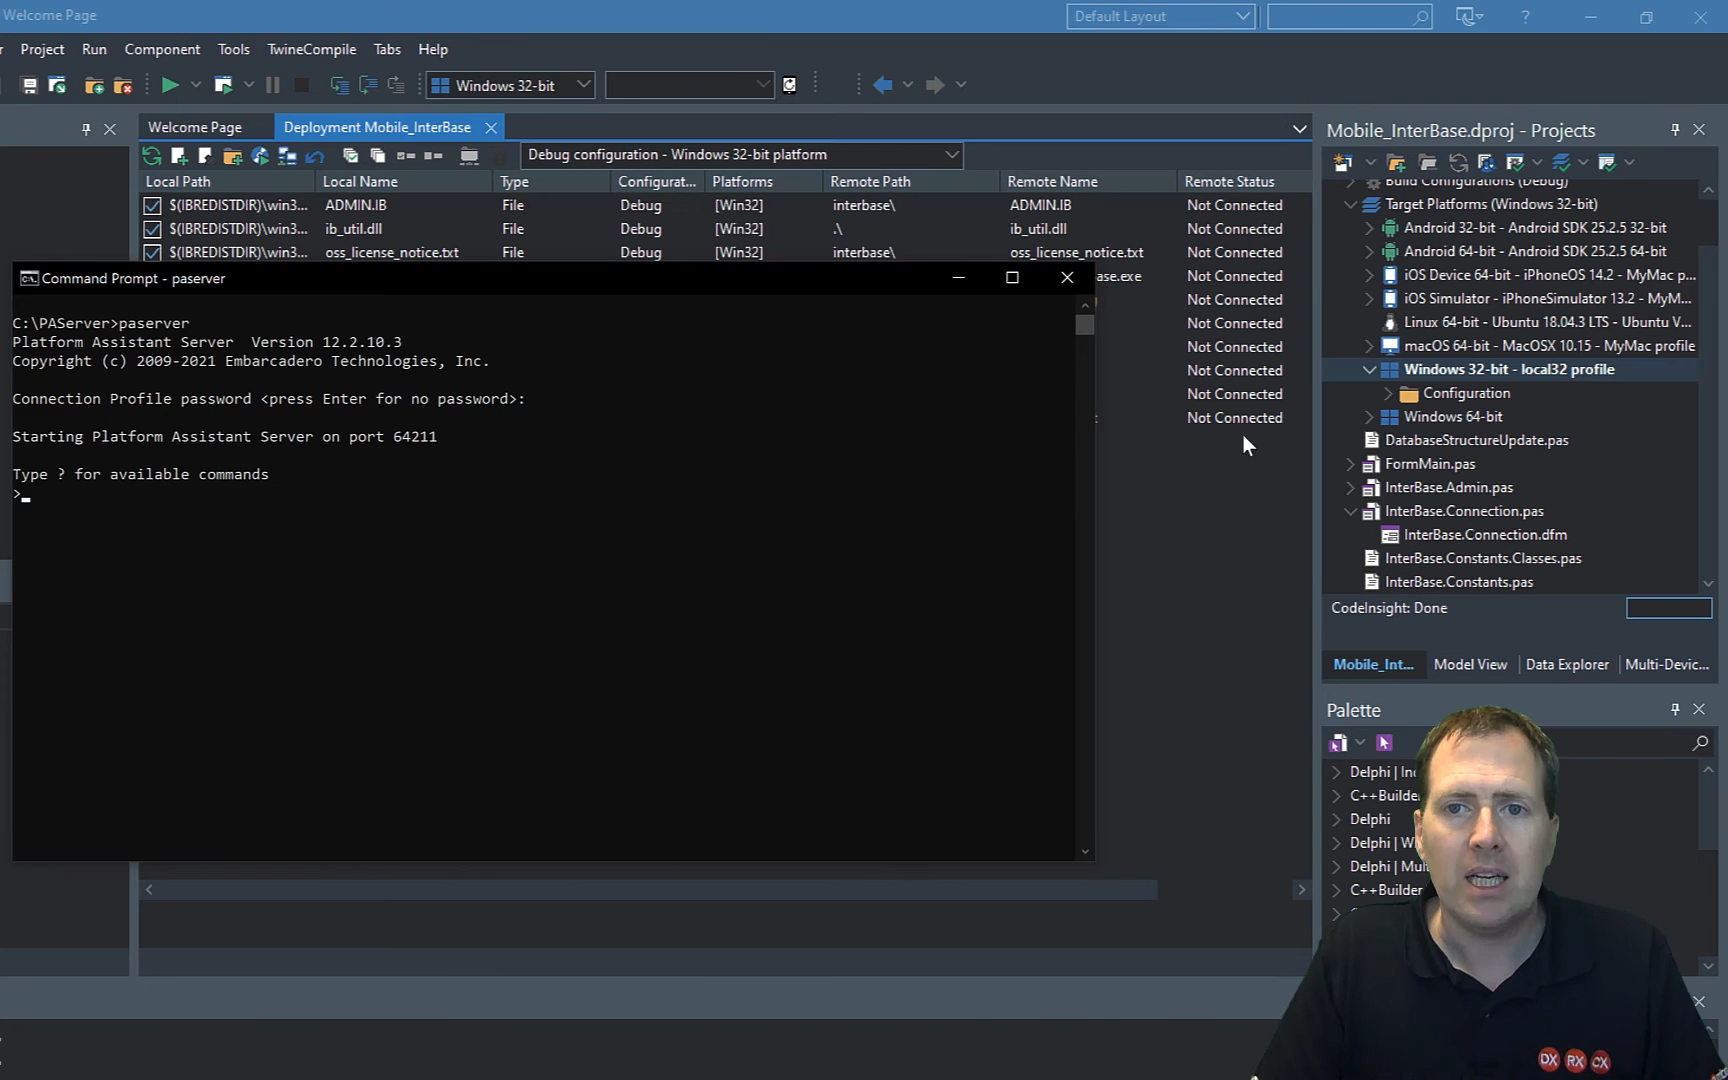 Welcome Page
Default Layout
?
Project Run Component Tools TwineCompile Tabs Help
Windows 32-bit
Welcome Page
Deployment Mobile_InterBase
Mobile_InterBase.dproj - Projects
Debug configuration - Windows 32-bit platform
Local Path Local Name Type Configurat... Platforms Remote Path Remote Name Remote Status
$(IBREDISTDIR)\win3... ADMIN.IB File Debug [Win32] interbase\ ADMIN.IB Not Connected
$(IBREDISTDIR)\win3... ib_util.dll File Debug [Win32] .\ ib_util.dll Not Connected
$(IBREDISTDIR)\win3... oss_license_notice.txt File Debug [Win32] interbase\ oss_license_notice.txt Not Connected
ase.exe Not Connected
Not Connected
Not Connected
Not Connected
Not Connected
Not Connected
Not Connected
Command Prompt - paserver
C:\PAServer>paserver
Platform Assistant Server Version 12.2.10.3
Copyright (c) 2009-2021 Embarcadero Technologies, Inc.
Connection Profile password <press Enter for no password>:
Starting Platform Assistant Server on port 64211
Type ? for available commands
>
Build Configurations (Debug)
Target Platforms (Windows 32-bit)
Android 32-bit - Android SDK 25.2.5 32-bit
Android 64-bit - Android SDK 25.2.5 64-bit
iOS Device 64-bit - iPhoneOS 14.2 - MyMac p...
iOS Simulator - iPhoneSimulator 13.2 - MyM...
Linux 64-bit - Ubuntu 18.04.3 LTS - Ubuntu V...
macOS 64-bit - MacOSX 10.15 - MyMac profile
Windows 32-bit - local32 profile
Configuration
Windows 64-bit
DatabaseStructureUpdate.pas
FormMain.pas
InterBase.Admin.pas
InterBase.Connection.pas
InterBase.Connection.dfm
InterBase.Constants.Classes.pas
InterBase.Constants.pas
CodeInsight: Done
Mobile_Int... Model View Data Explorer Multi-Devic...
Palette
Delphi | In
C++Builder
Delphi
Delphi | W
Delphi | Mul
C++Builder
DX RX CX